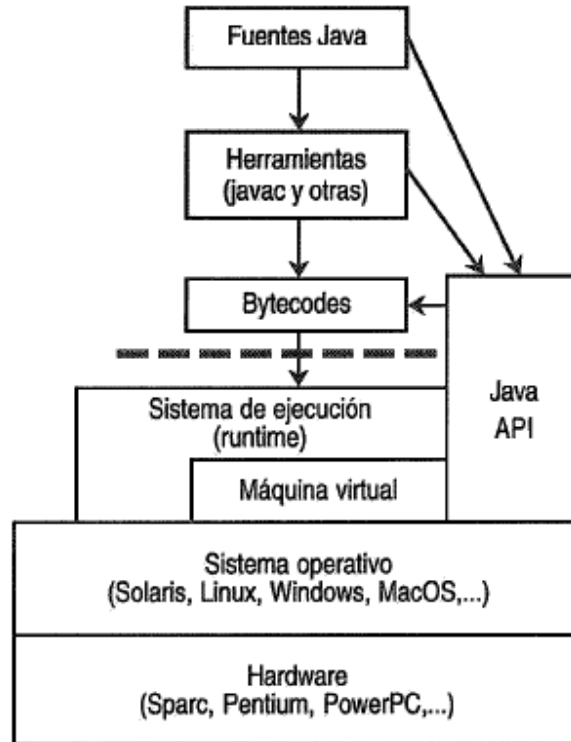 Fuentes Java
Herramientas
(javac y otras)
Bytecodes
Sistema de ejecución
(runtime)
Máquina virtual
Java
API
Sistema operativo
(Solaris, Linux, Windows, MacOS,...)
Hardware
(Sparc, Pentium, PowerPC,...)